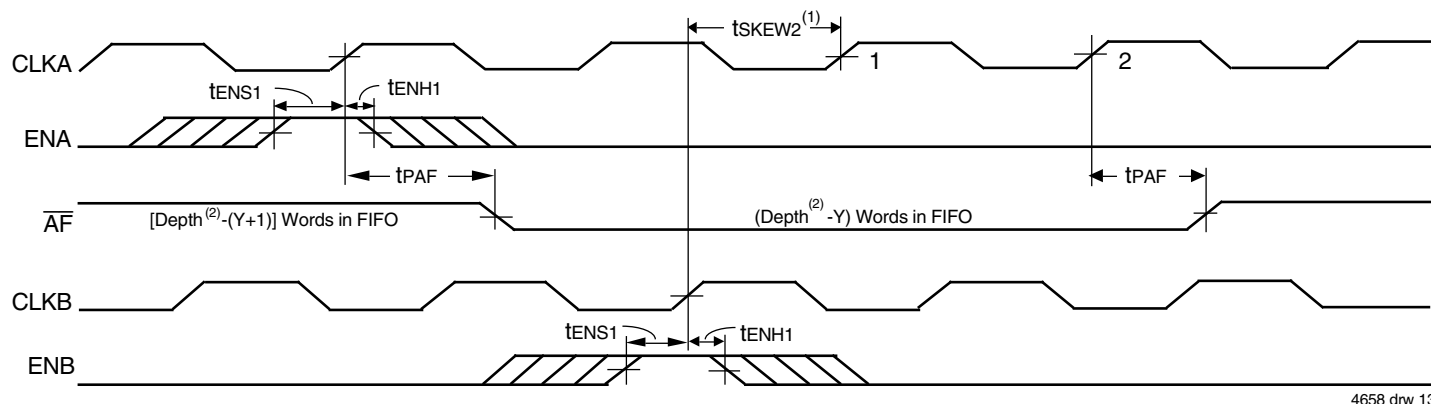 tSKEW2(1)
CLKA
1
2
tENS1
tENH1
ENA
tPAF
tPAF
AF
[Depth(2)-(Y+1)] Words in FIFO
(Depth(2) -Y) Words in FIFO
CLKB
tENS1
tENH1
ENB
4658 drw 13